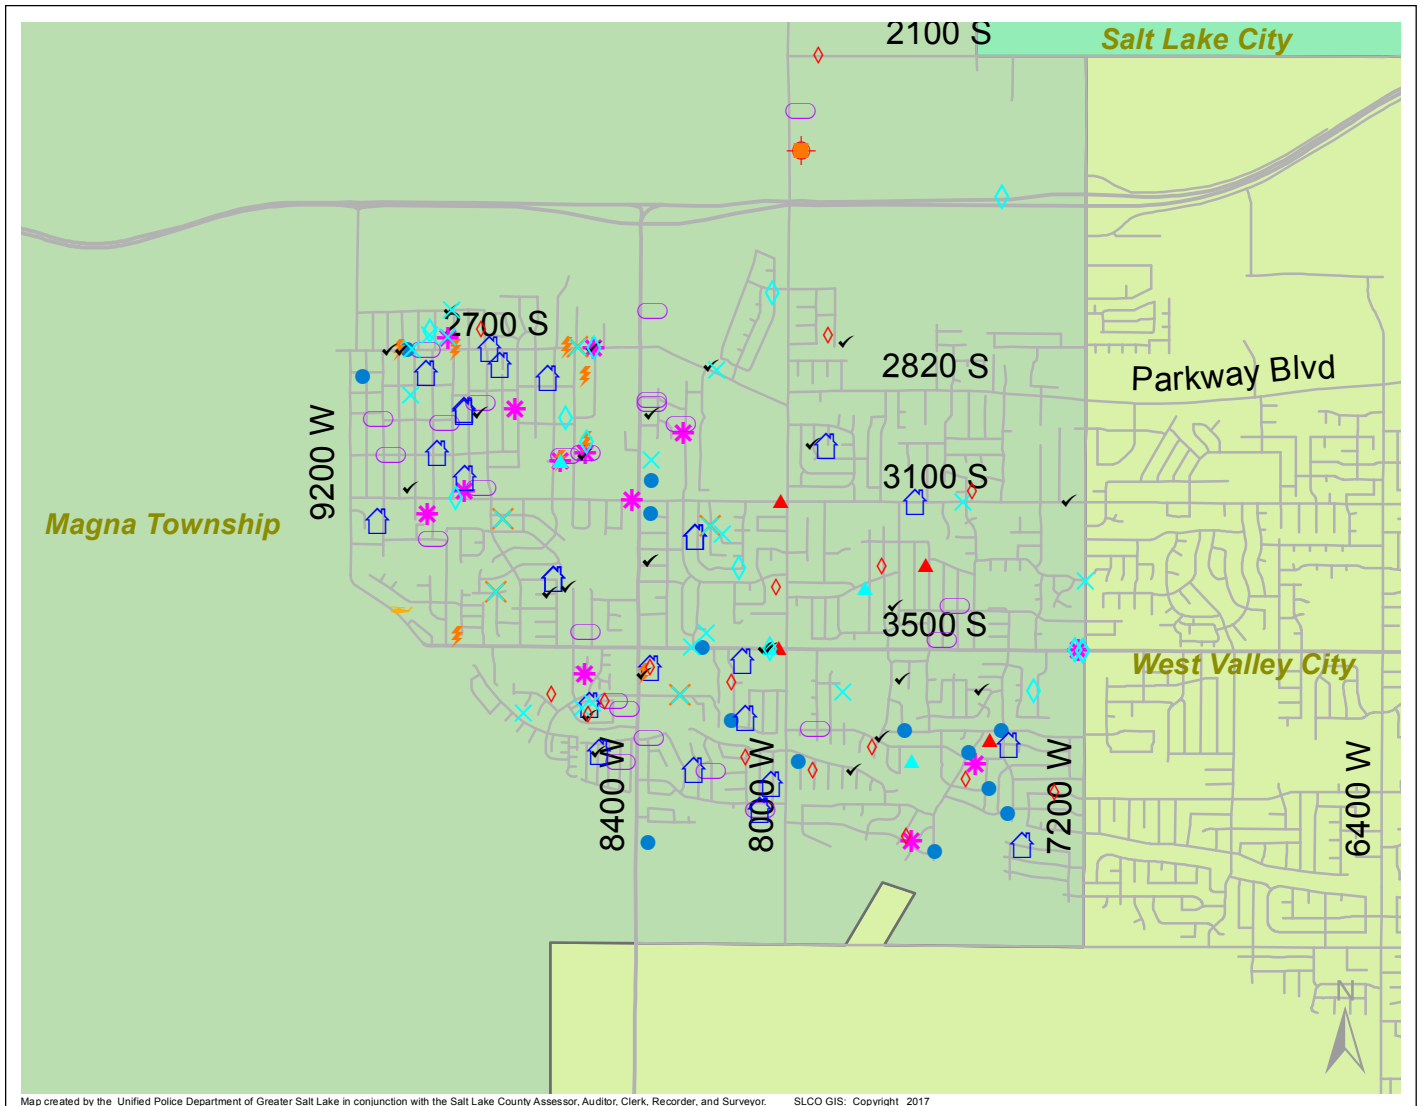 2100 S
Salt Lake City
2700 S
2820 S
Parkway Blvd
9200 W
3100 S
Magna Township
3500 S
West Valley City
8400 W
8000 W
7200 W
6400 W
N
Map created by the Unified Police Department of Greater Salt Lake in conjunction with the Salt Lake County Assessor, Auditor, Clerk, Recorder, and Surveyor. SLCO GIS: Copyright 2017